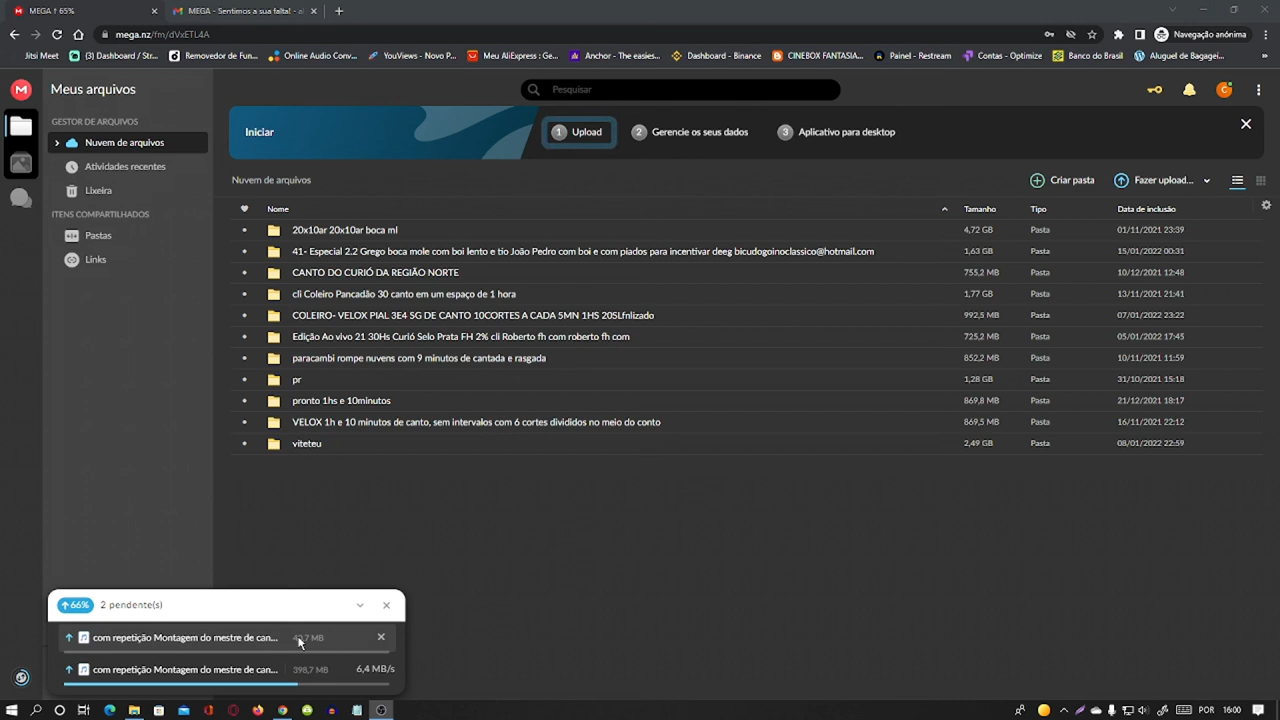 MEGA ⬆ 65%
MEGA - Sentimos a sua falta! - al
mega.nz/fm/dVxETL4A
Navegação anónima
Jitsi Meet
(3) Dashboard / Str...
Removedor de Fun...
Online Audio Conv...
YouViews - Novo P...
Meu AliExpress : Ge...
Anchor - The easies...
Dashboard - Binance
CINEBOX FANTASIA...
Painel - Restream
Contas - Optimize
Banco do Brasil
Aluguel de Bagagei...
Meus arquivos
Pesquisar
GESTOR DE ARQUIVOS
Nuvem de arquivos
Atividades recentes
Lixeira
ITENS COMPARTILHADOS
Pastas
Links
Iniciar
1 Upload
2 Gerencie os seus dados
3 Aplicativo para desktop
Nuvem de arquivos
Criar pasta
Fazer upload...
Nome Tamanho Tipo Data de inclusão
20x10ar 20x10ar boca ml 4,72 GB Pasta 01/11/2021 23:39
41- Especial 2.2 Grego boca mole com boi lento e tio João Pedro com boi e com piados para incentivar deeg bicudogoinoclassico@hotmail.com 1,63 GB Pasta 15/01/2022 00:31
CANTO DO CURIÓ DA REGIÃO NORTE 755,2 MB Pasta 10/12/2021 12:48
cli Coleiro Pancadão 30 canto em um espaço de 1 hora 1,77 GB Pasta 13/11/2021 21:41
COLEIRO- VELOX PIAL 3E4 SG DE CANTO 10CORTES A CADA 5MN 1HS 20SLfnlizado 992,5 MB Pasta 07/01/2022 23:22
Edição Ao vivo 21 30Hs Curió Selo Prata FH 2% cli Roberto fh com roberto fh com 725,2 MB Pasta 05/01/2022 17:45
paracambi rompe nuvens com 9 minutos de cantada e rasgada 852,2 MB Pasta 10/11/2021 11:59
pr 1,28 GB Pasta 31/10/2021 15:18
pronto 1hs e 10minutos 869,8 MB Pasta 21/12/2021 18:17
VELOX 1h e 10 minutos de canto, sem intervalos com 6 cortes divididos no meio do conto 869,5 MB Pasta 16/11/2021 22:12
viteteu 2,49 GB Pasta 08/01/2022 22:59
66% 2 pendente(s)
com repetição Montagem do mestre de can... MB
com repetição Montagem do mestre de can... 398,7 MB 6,4 MB/s
POR 16:00